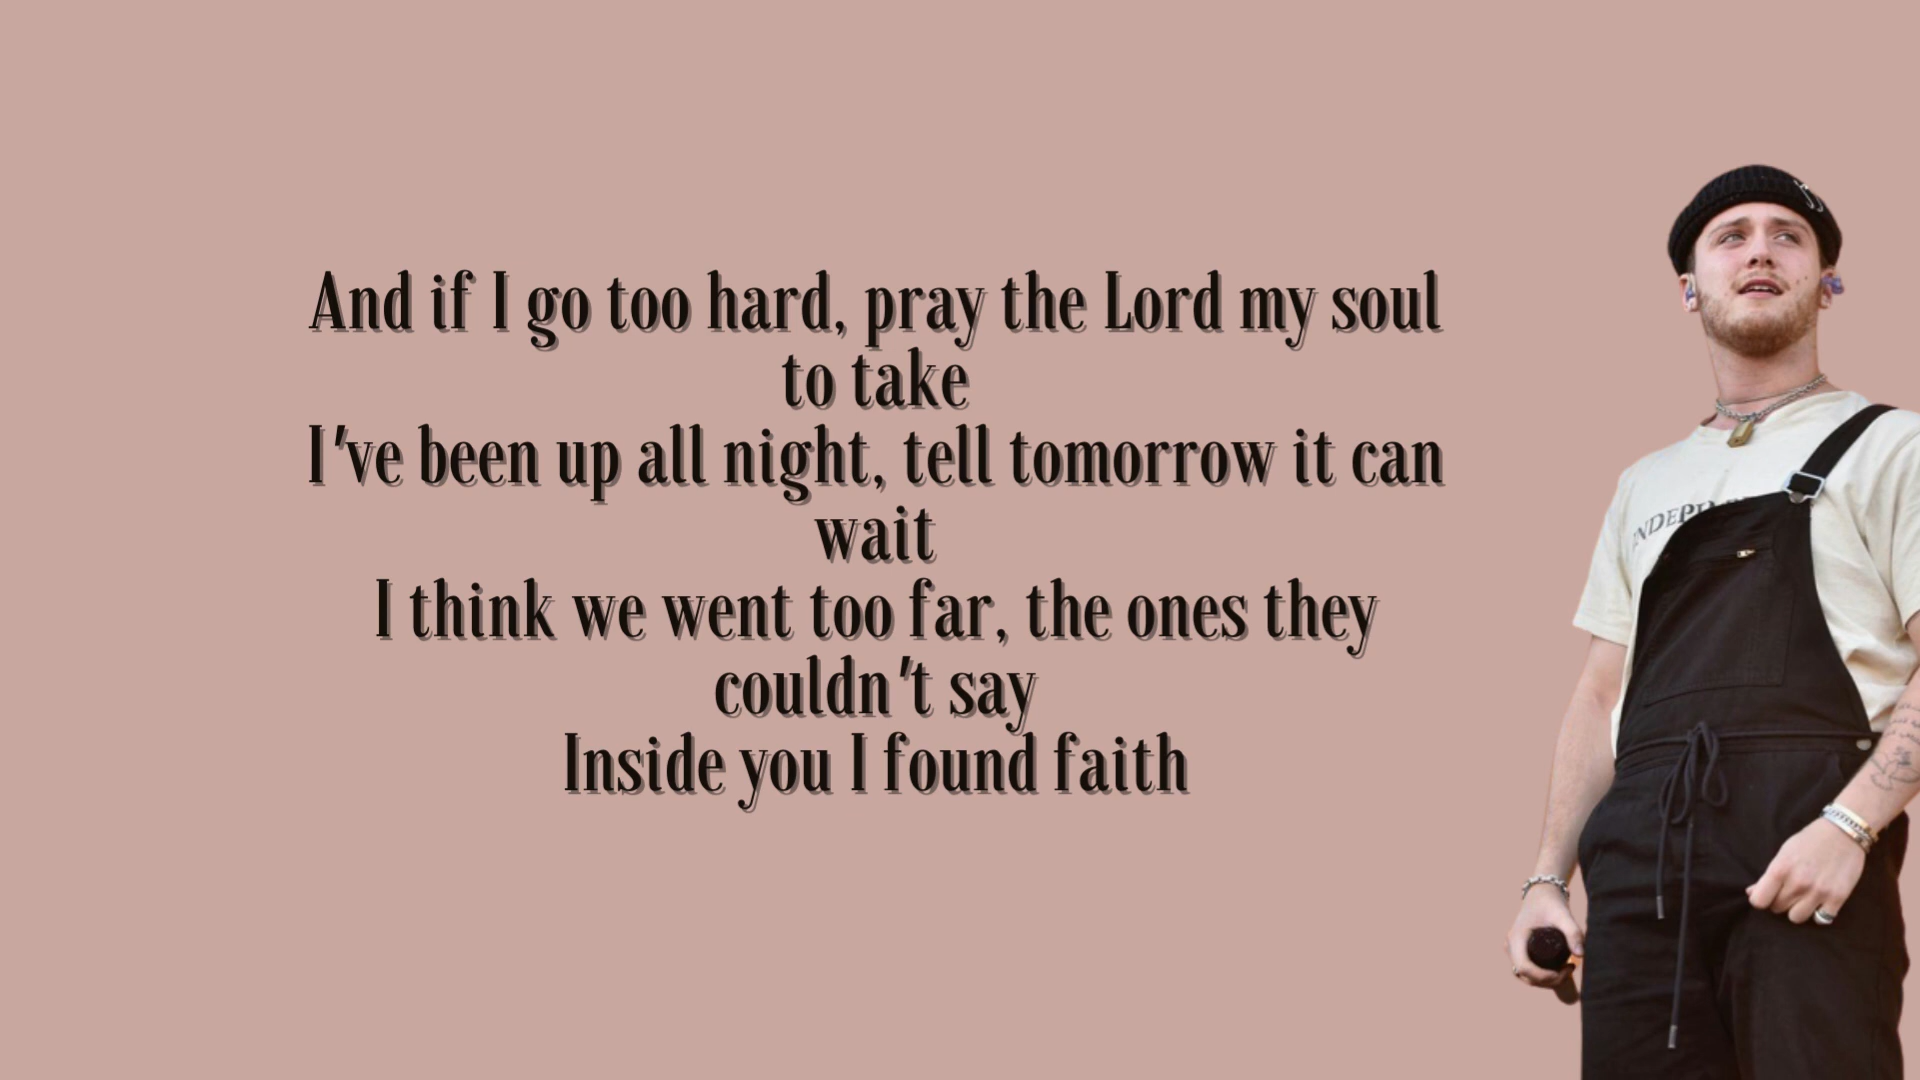 And if I go too hard, pray the Lord my soul
to take
I've been up all night, tell tomorrow it can
wait
I think we went too far, the ones they
couldn't say
Inside you I found faith